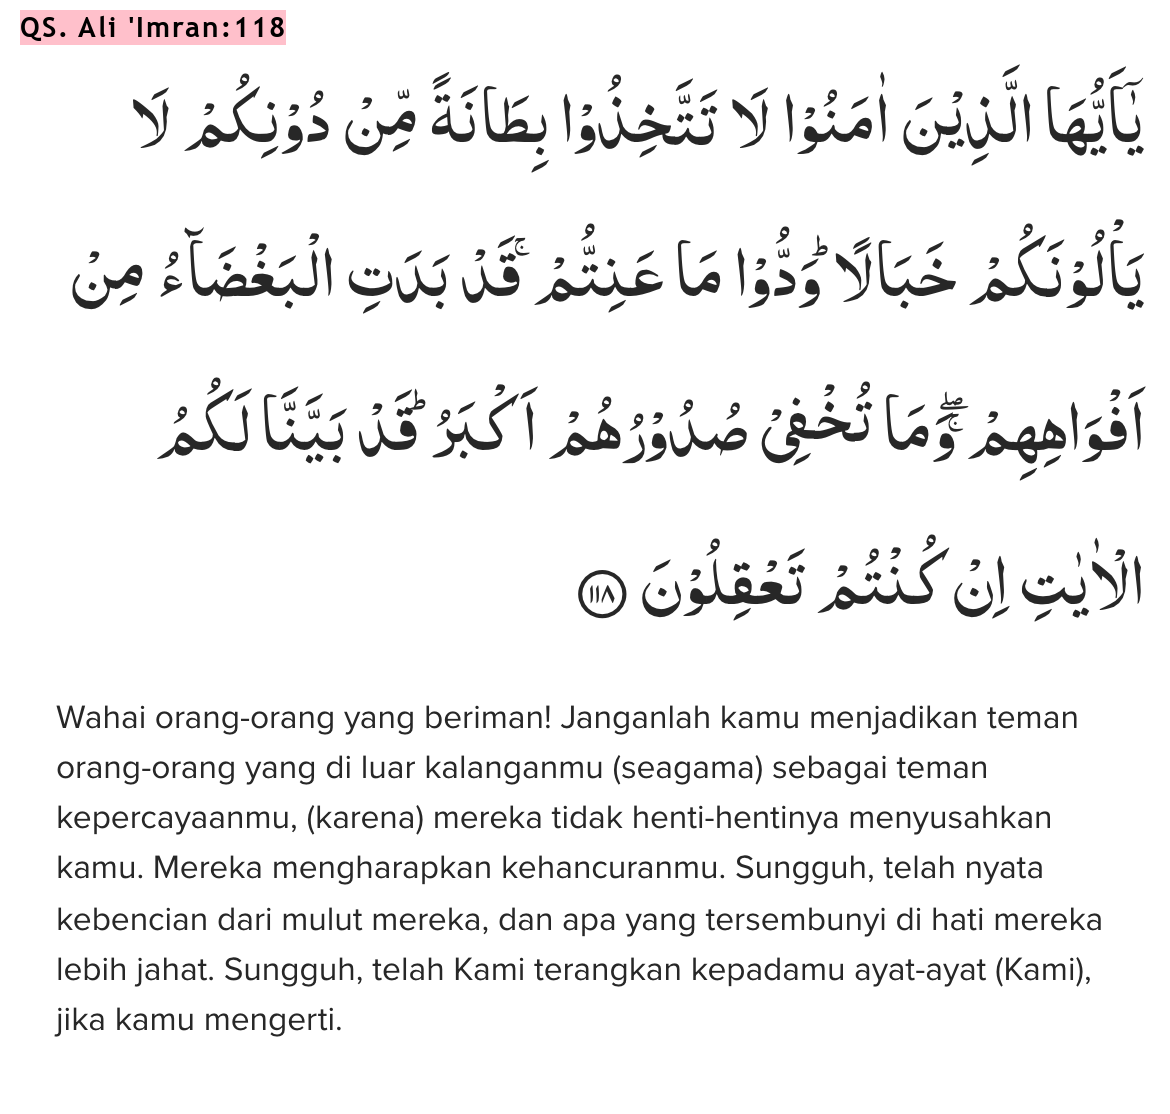 QS. Ali 'Imran:118
يٰٓاَيُّهَا الَّذِيْنَ اٰمَنُوْا لَا تَتَّخِذُوْا بِطَانَةً مِّنْ دُوْنِكُمْ لَا
يَأْلُوْنَكُمْ خَبَالًاۗ وَدُّوْا مَا عَنِتُّمْۚ قَدْ بَدَتِ الْبَغْضَاۤءُ مِنْ
اَفْوَاهِهِمْۖ وَمَا تُخْفِيْ صُدُوْرُهُمْ اَكْبَرُۗ قَدْ بَيَّنَّا لَكُمُ
الْاٰيٰتِ اِنْ كُنْتُمْ تَعْقِلُوْنَ ١١٨
Wahai orang-orang yang beriman! Janganlah kamu menjadikan teman
orang-orang yang di luar kalanganmu (seagama) sebagai teman
kepercayaanmu, (karena) mereka tidak henti-hentinya menyusahkan
kamu. Mereka mengharapkan kehancuranmu. Sungguh, telah nyata
kebencian dari mulut mereka, dan apa yang tersembunyi di hati mereka
lebih jahat. Sungguh, telah Kami terangkan kepadamu ayat-ayat (Kami),
jika kamu mengerti.